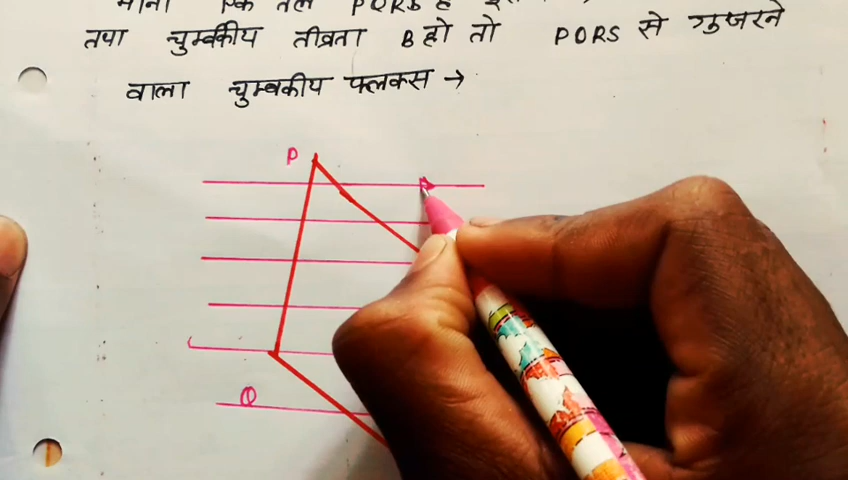 तथा चुम्बकीय तीव्रता B हो तो PQRS से गुजरने
वाला चुम्बकीय फ्लक्स →
P
Q